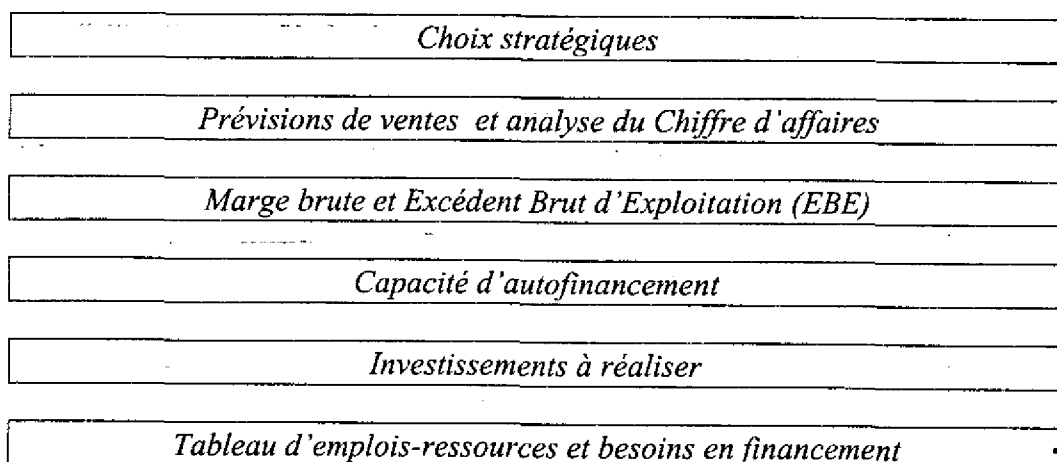 Choix stratégiques
Prévisions de ventes et analyse du Chiffre d'affaires
Marge brute et Excédent Brut d'Exploitation (EBE)
Capacité d'autofinancement
Investissements à réaliser
Tableau d'emplois-ressources et besoins en financement